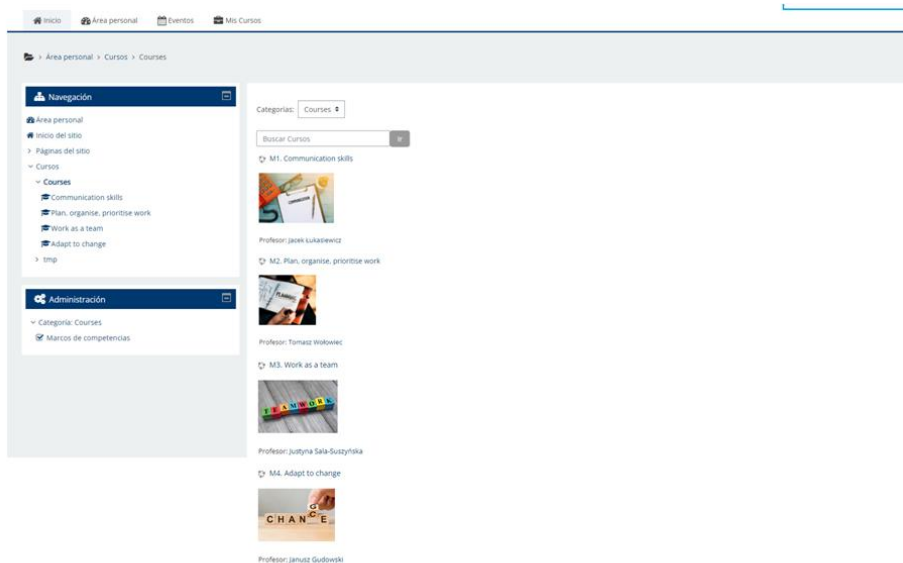 Inicio Área personal Eventos Mis Cursos
> Área personal > Cursos > Courses
Navegación
Área personal
Inicio del sitio
> Páginas del sitio
Cursos
Courses
Communication skills
Plan, organise, prioritise work
Work as a team
Adapt to change
> tmp
Administración
Categoría: Courses
Marcos de competencias
Categorías: Courses
Buscar Cursos Ir
M1. Communication skills
Profesor: Jacek Łukasiewicz
M2. Plan, organise, prioritise work
PLANNING
Profesor: Tomasz Wołowiec
M3. Work as a team
TEAMWORK
Profesor: Justyna Sala-Suszyńska
M4. Adapt to change
G
CHANCE
Profesor: Janusz Gudowski